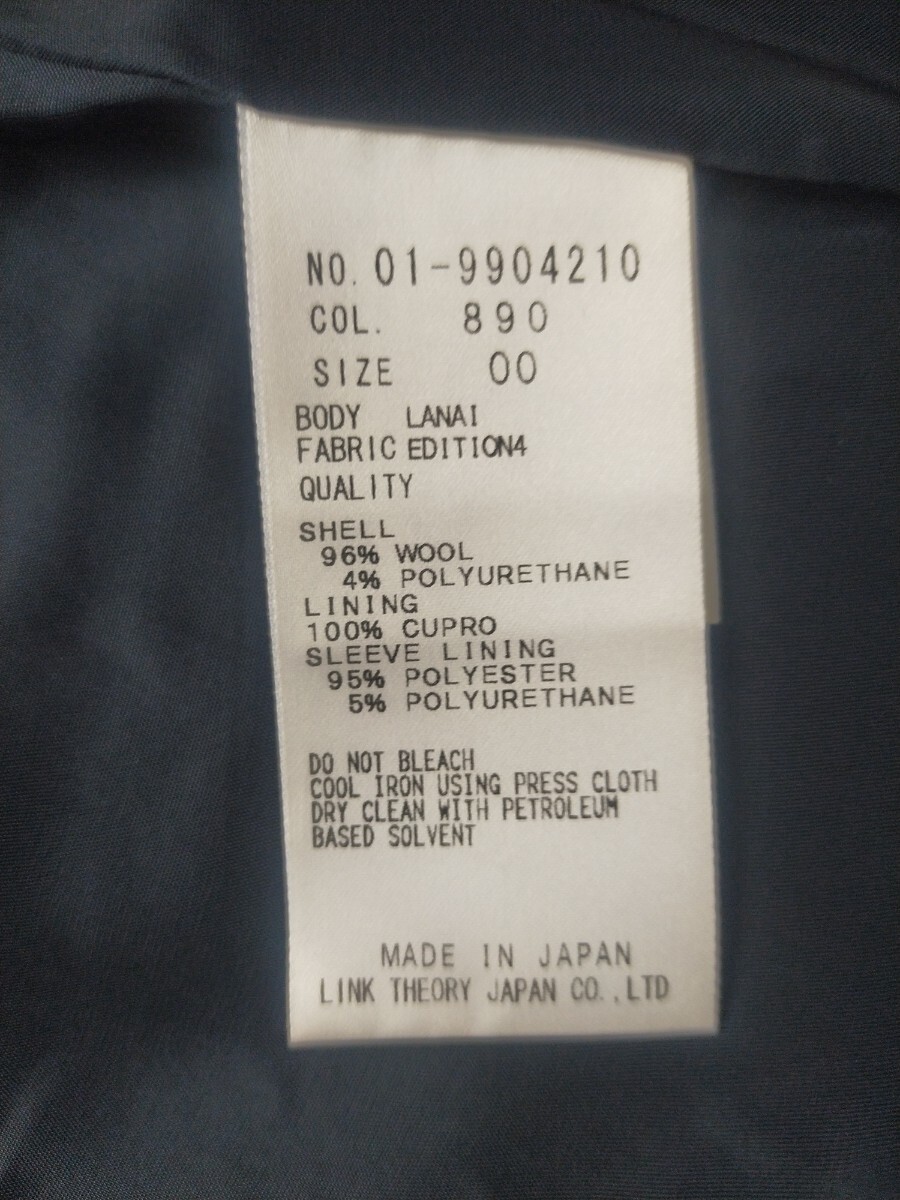 NO. 01-9904210
COL. 890
SIZE 00
BODY LANAI
FABRIC EDITION4
QUALITY
SHELL
96% WOOL
4% POLYURETHANE
LINING
100% CUPRO
SLEEVE LINING
95% POLYESTER
5% POLYURETHANE
DO NOT BLEACH
COOL IRON USING PRESS CLOTH
DRY CLEAN WITH PETROLEUM
BASED SOLVENT
MADE IN JAPAN
LINK THEORY JAPAN CO.,LTD